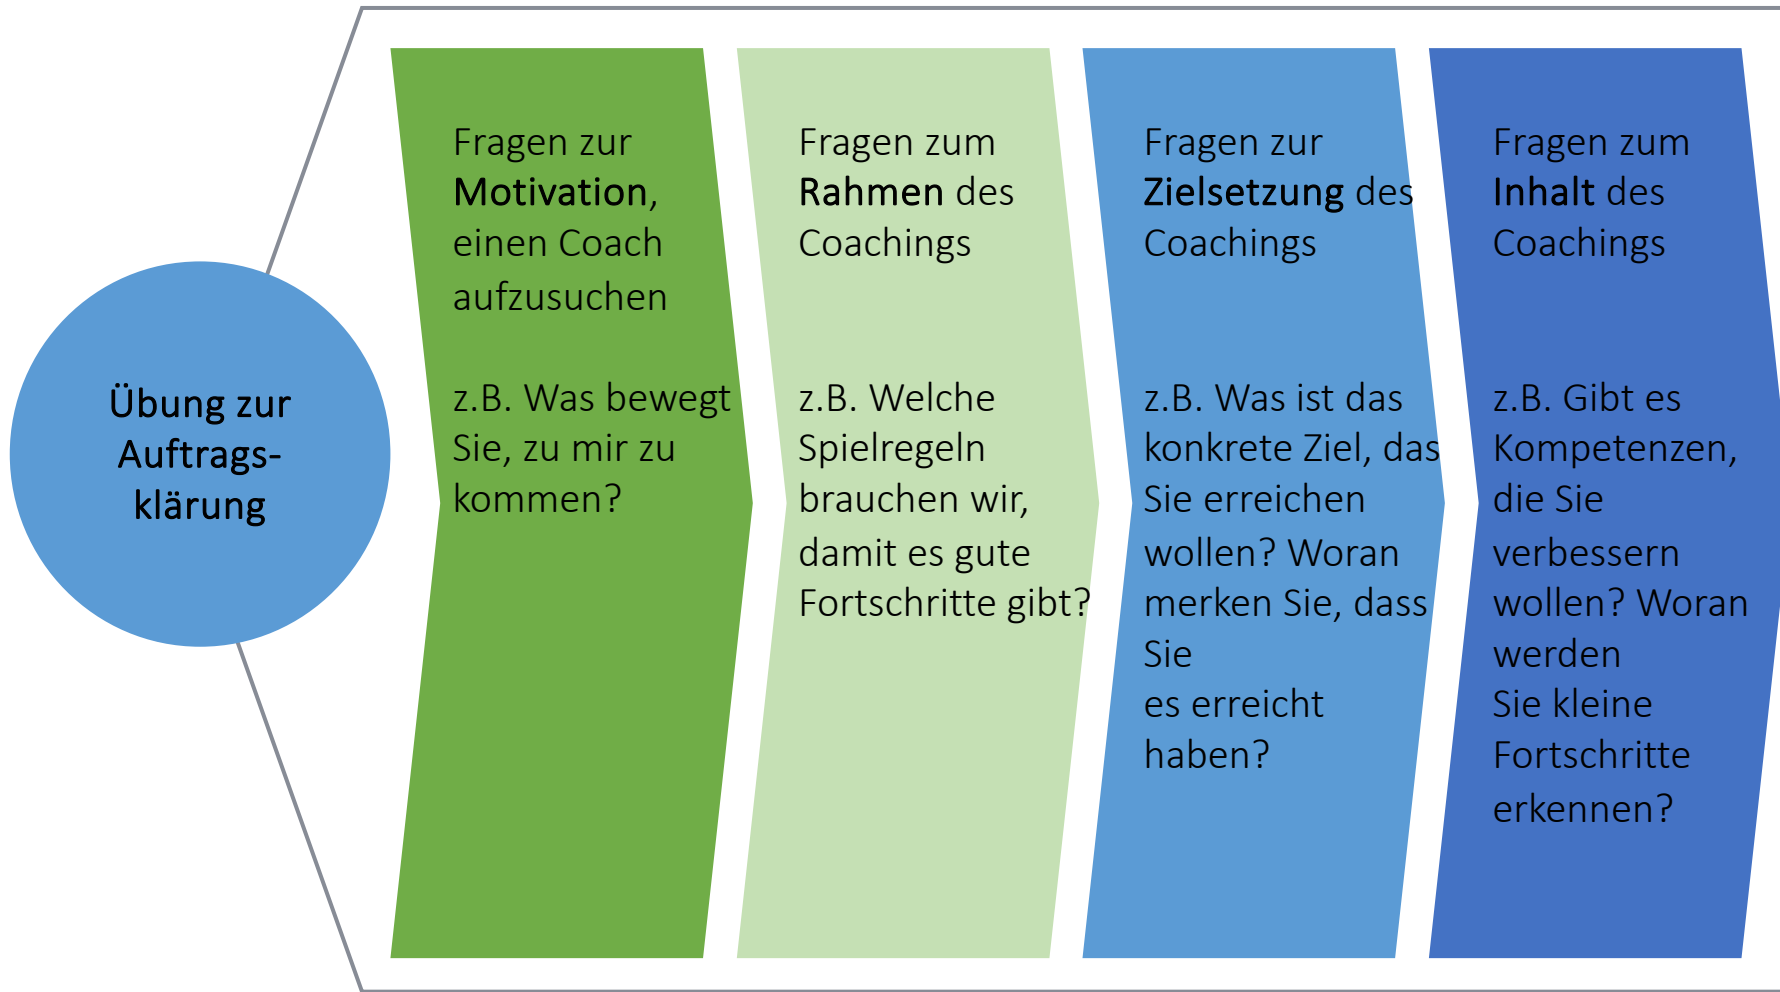 Übung zur
Auftrags-
klärung
Fragen zur
Motivation,
einen Coach
aufzusuchen
z.B. Was bewegt
Sie, zu mir zu
kommen?
Fragen zum
Rahmen des
Coachings
z.B. Welche
Spielregeln
brauchen wir,
damit es gute
Fortschritte gibt?
Fragen zur
Zielsetzung des
Coachings
z.B. Was ist das
konkrete Ziel, das
Sie erreichen
wollen? Woran
merken Sie, dass
Sie
es erreicht
haben?
Fragen zum
Inhalt des
Coachings
z.B. Gibt es
Kompetenzen,
die Sie
verbessern
wollen? Woran
werden
Sie kleine
Fortschritte
erkennen?